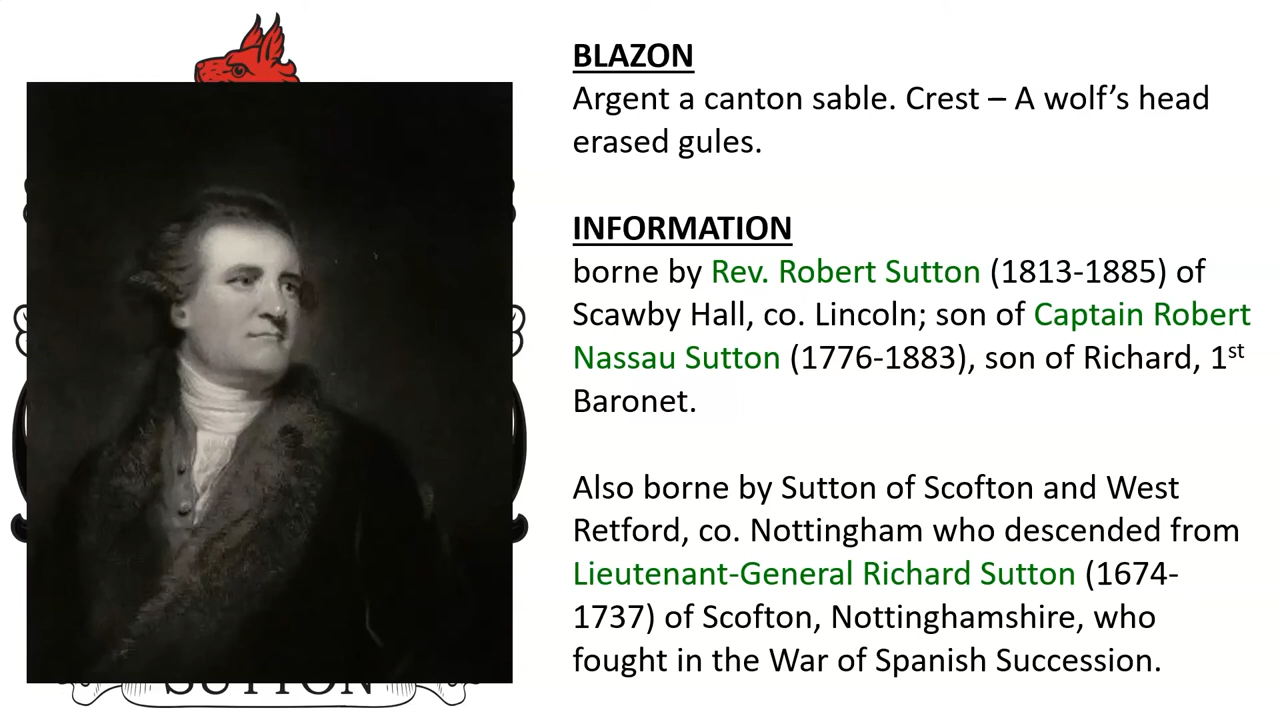 BLAZON
Argent a canton sable. Crest – A wolf’s head
erased gules.
INFORMATION
borne by Rev. Robert Sutton (1813-1885) of
Scawby Hall, co. Lincoln; son of Captain Robert
Nassau Sutton (1776-1883), son of Richard, 1st
Baronet.
Also borne by Sutton of Scofton and West
Retford, co. Nottingham who descended from
Lieutenant-General Richard Sutton (1674-
1737) of Scofton, Nottinghamshire, who
fought in the War of Spanish Succession.
SUTTON